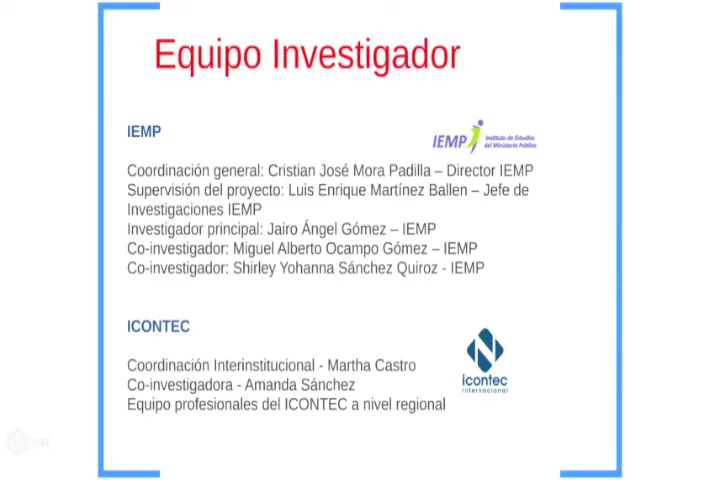 Equipo Investigador
IEMP
IEMP Instituto de Estudios
del Ministerio Público
Coordinación general: Cristian José Mora Padilla – Director IEMP
Supervisión del proyecto: Luis Enrique Martínez Ballen – Jefe de
Investigaciones IEMP
Investigador principal: Jairo Ángel Gómez – IEMP
Co-investigador: Miguel Alberto Ocampo Gómez – IEMP
Co-investigador: Shirley Yohanna Sánchez Quiroz - IEMP
ICONTEC
icontec
internacional
Coordinación Interinstitucional - Martha Castro
Co-investigadora - Amanda Sánchez
Equipo profesionales del ICONTEC a nivel regional